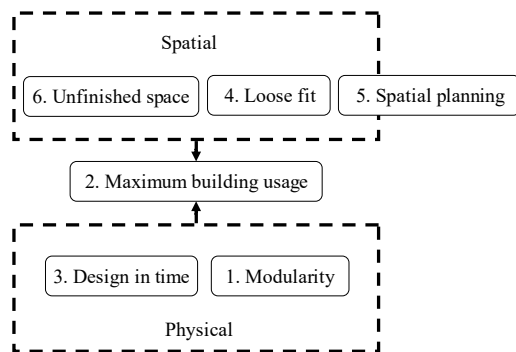 Spatial
6. Unfinished space
4. Loose fit
5. Spatial planning
2. Maximum building usage
3. Design in time
1. Modularity
Physical